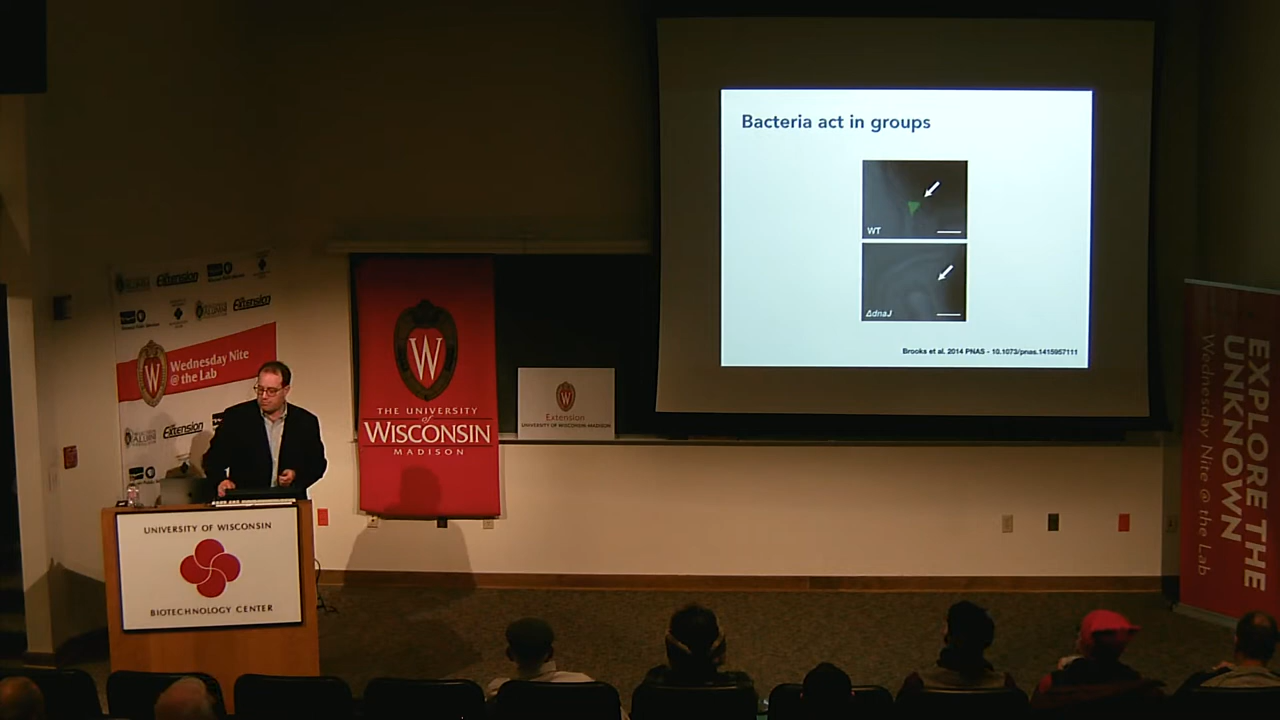 Bacteria act in groups
WT
ΔdnaJ
Brooks et al. 2014 PNAS - 10.1073/pnas.1415957111
Extension
Extension
Wednesday Nite
@ the Lab
Extension
W
THE UNIVERSITY
of
WISCONSIN
MADISON
Extension
UNIVERSITY OF WISCONSIN-MADISON
UNIVERSITY OF WISCONSIN
BIOTECHNOLOGY CENTER
EXPLORE THE
UNKNOWN
Wednesday Nite @ the Lab